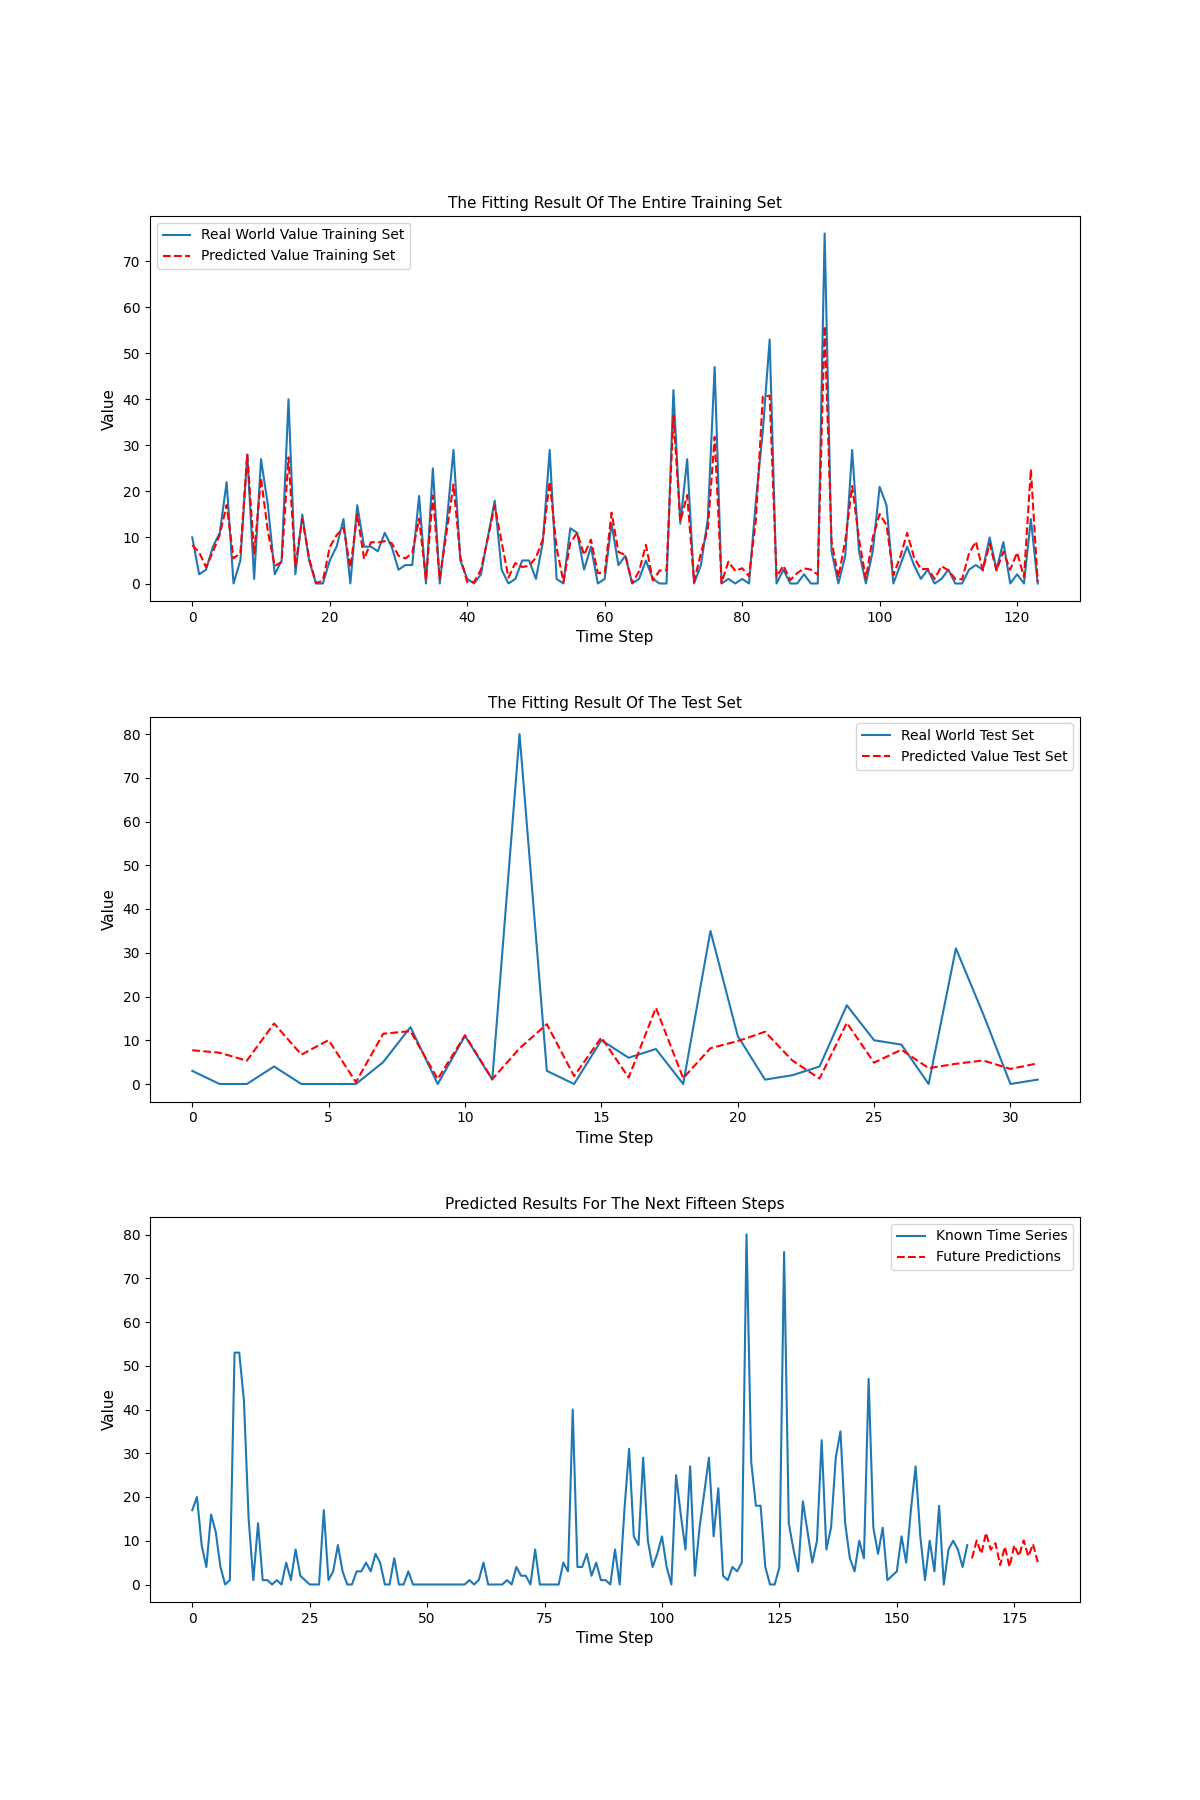 The Fitting Result Of The Entire Training Set
Real World Value Training Set
Predicted Value Training Set
Value
70
60
50
40
30
20
10
0
0 20 40 60 80 100 120
Time Step
The Fitting Result Of The Test Set
Real World Test Set
Predicted Value Test Set
Value
80
70
60
50
40
30
20
10
0
0 5 10 15 20 25 30
Time Step
Predicted Results For The Next Fifteen Steps
Known Time Series
Future Predictions
Value
80
70
60
50
40
30
20
10
0
0 25 50 75 100 125 150 175
Time Step